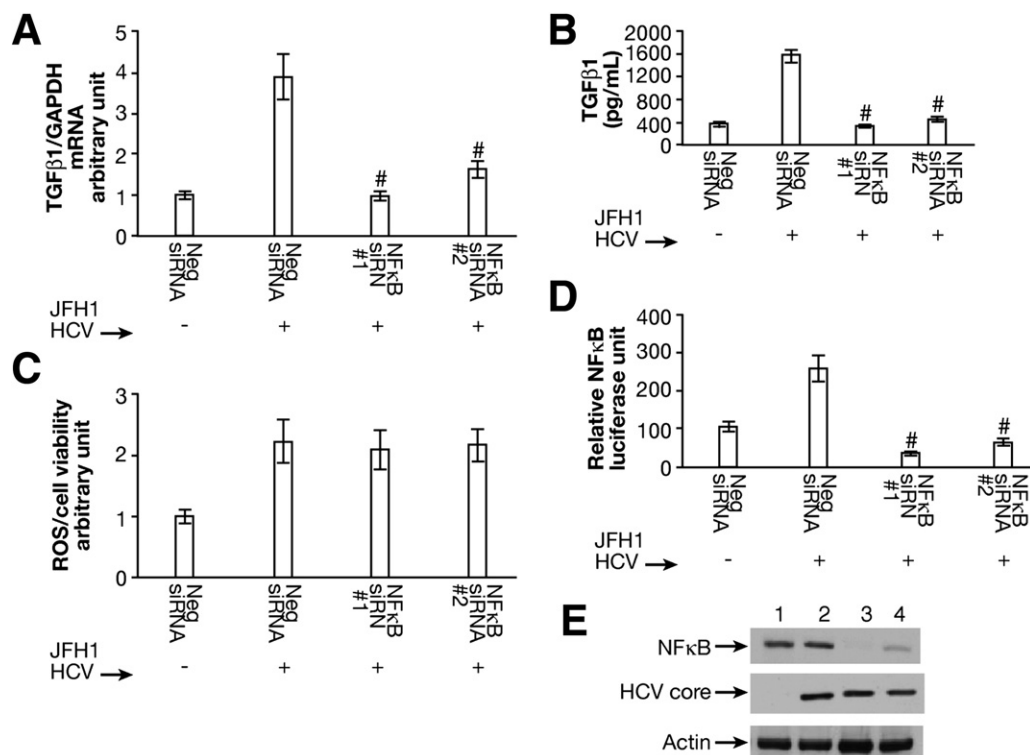 A
TGFβ1/GAPDH
mRNA
arbitrary unit
5
4
3
2
1
0
#
#
Neg
siRNA
Neg
siRNA
NFκB
siRN
#1
NFκB
siRNA
#2
JFH1
HCV → - + + +
B
TGFβ1
(pg/mL)
2000
1600
1200
800
400
0
#
#
Neg
siRNA
Neg
siRNA
NFκB
siRN
#1
NFκB
siRNA
#2
JFH1
HCV → - + + +
C
ROS/cell viability
arbitrary unit
3
2
1
0
Neg
siRNA
Neg
siRNA
NFκB
siRN
#1
NFκB
siRNA
#2
JFH1
HCV → - + + +
D
Relative NFκB
luciferase unit
400
300
200
100
0
#
#
Neg
siRNA
Neg
siRNA
NFκB
siRN
#1
NFκB
siRNA
#2
JFH1
HCV → - + + +
E
1 2 3 4
NFκB →
HCV core →
Actin →